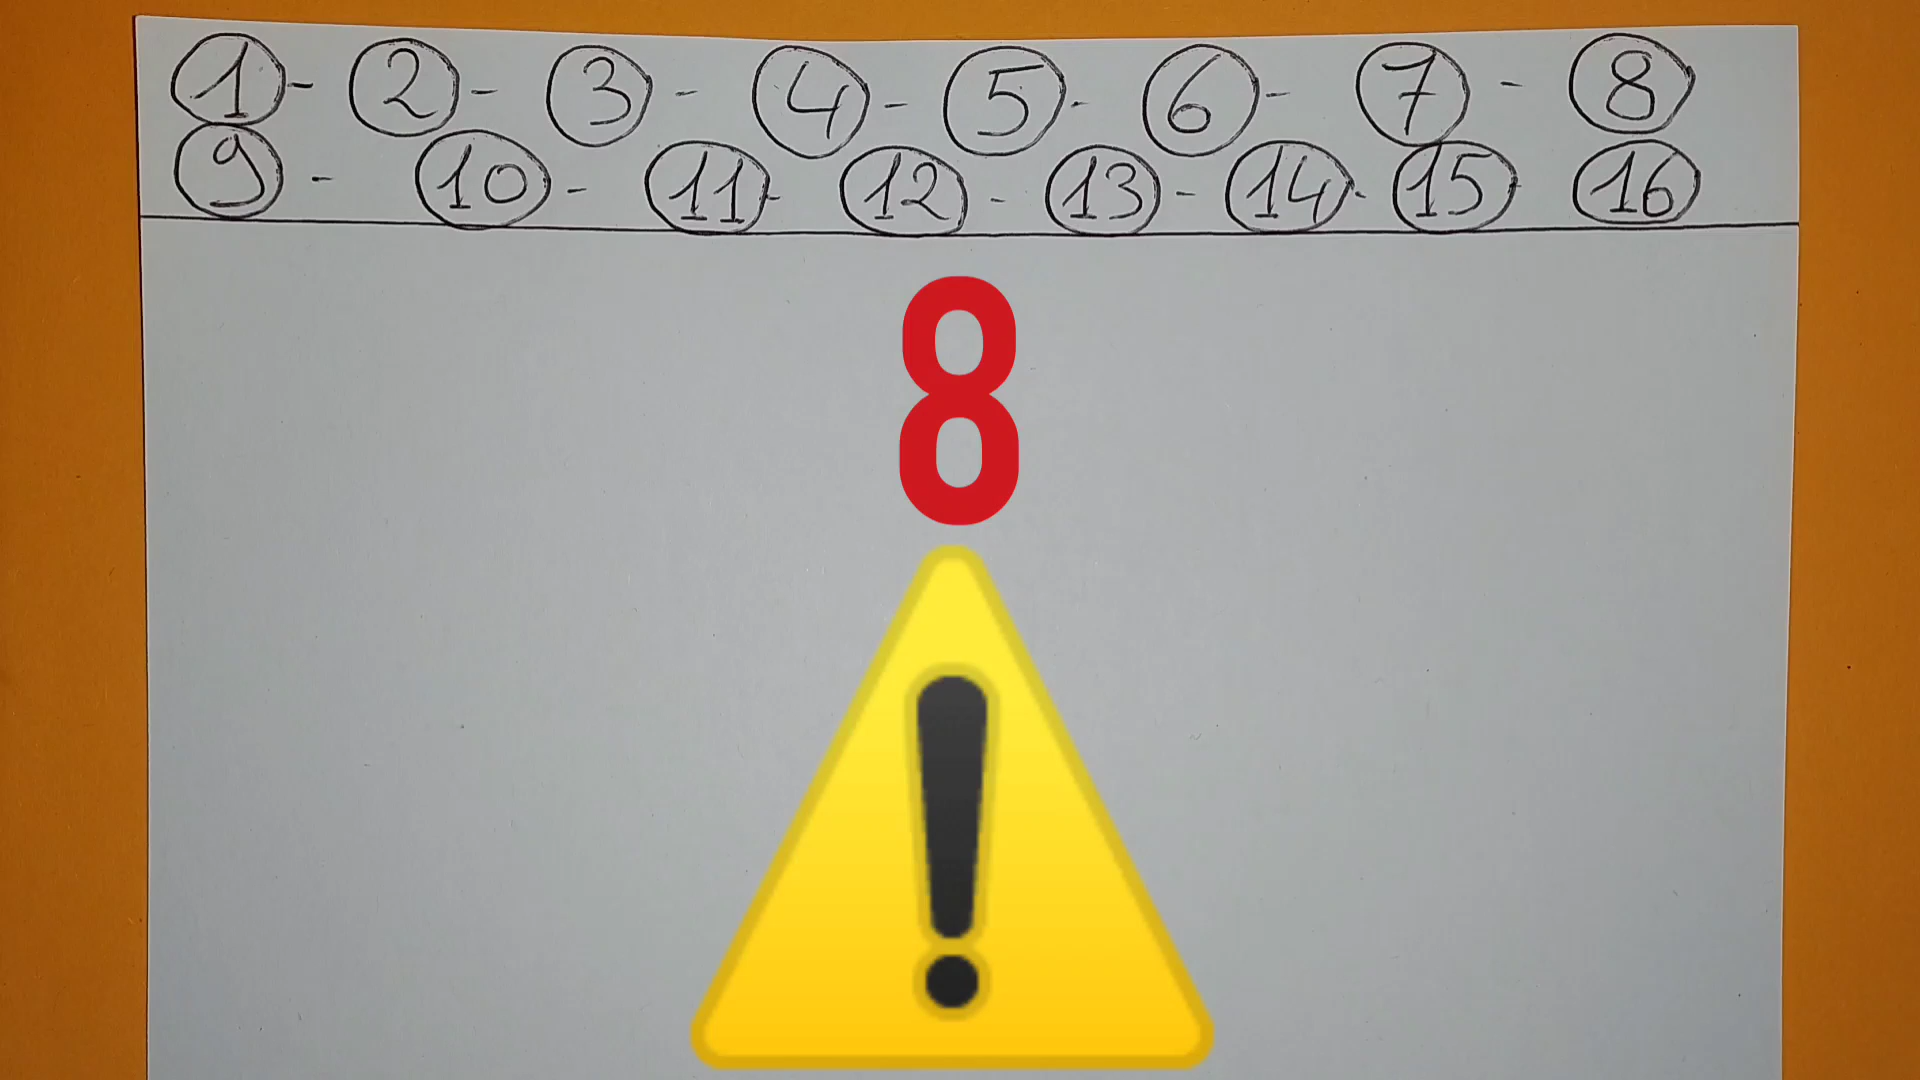 1 - 2 - 3 - 4 - 5 - 6 - 7 - 8
9 - 10 - 11 - 12 - 13 - 14 - 15 16
8
!